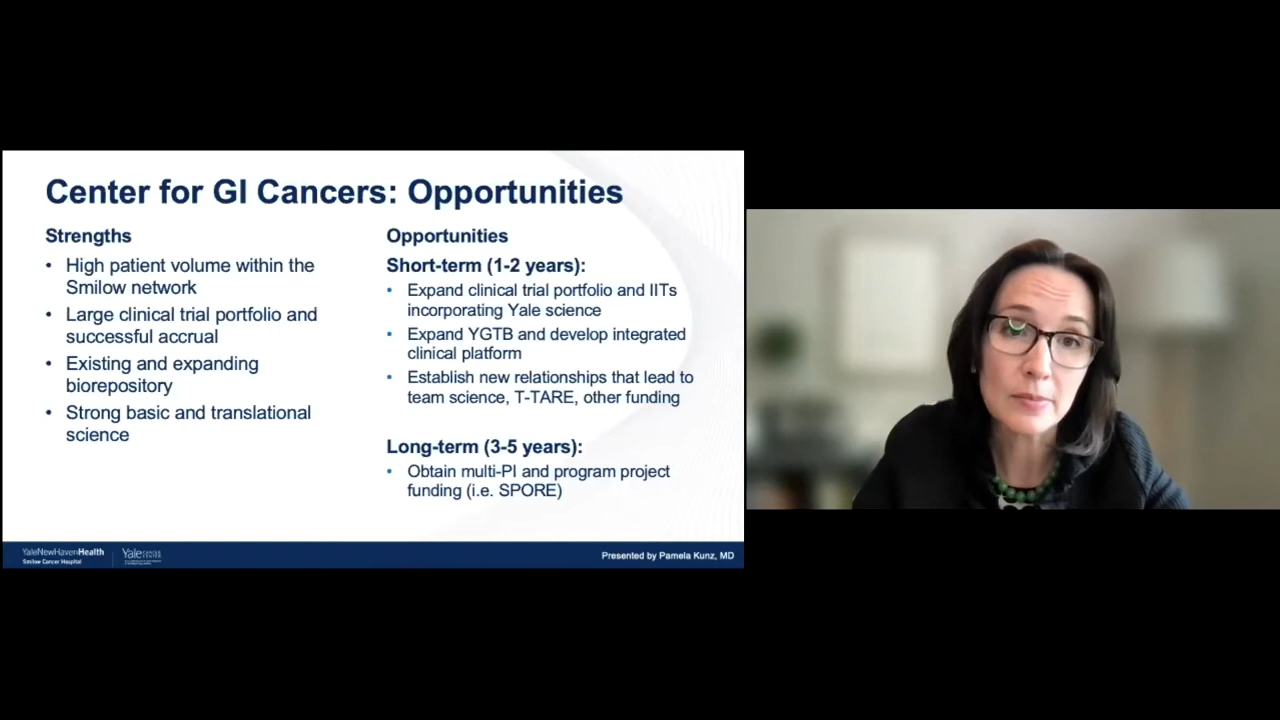 Center for GI Cancers: Opportunities
Strengths
• High patient volume within the
Smilow network
• Large clinical trial portfolio and
successful accrual
• Existing and expanding
biorepository
• Strong basic and translational
science
Opportunities
Short-term (1-2 years):
• Expand clinical trial portfolio and IITs
incorporating Yale science
• Expand YGTB and develop integrated
clinical platform
• Establish new relationships that lead to
team science, T-TARE, other funding
Long-term (3-5 years):
• Obtain multi-PI and program project
funding (i.e. SPORE)
YaleNewHavenHealth
Smilow Cancer Hospital
Yale CANCER
CENTER
Presented by Pamela Kunz, MD